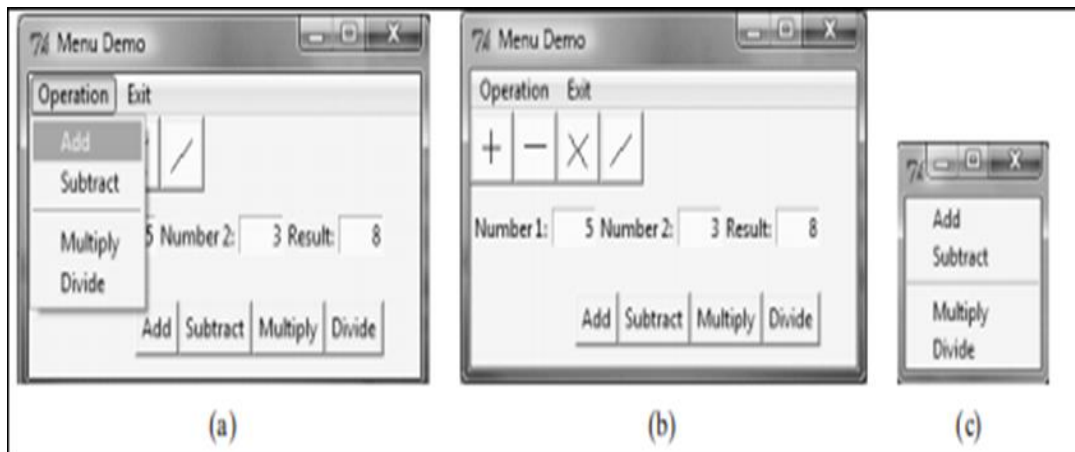 Menu Demo
Operation Exit
Add
Subtract
Multiply
Divide
5 Number 2: 3 Result: 8
Add Subtract Multiply Divide
(a)
Menu Demo
Operation Exit
+ − X /
Number 1: 5 Number 2: 3 Result: 8
Add Subtract Multiply Divide
(b)
Add
Subtract
Multiply
Divide
(c)